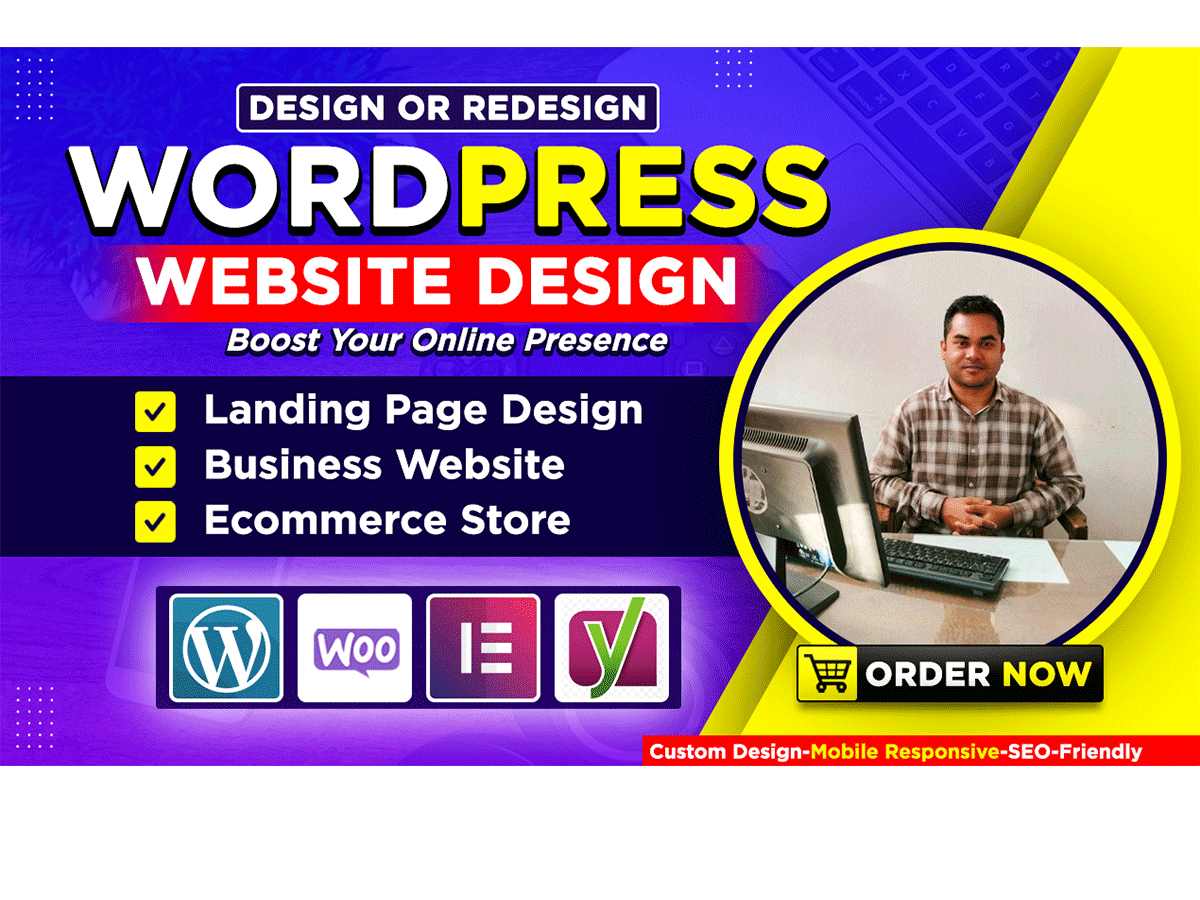 DESIGN OR REDESIGN
WORDPRESS
WEBSITE DESIGN
Boost Your Online Presence
Landing Page Design
Business Website
Ecommerce Store
W
Woo
E
y
ORDER NOW
Custom Design-Mobile Responsive-SEO-Friendly